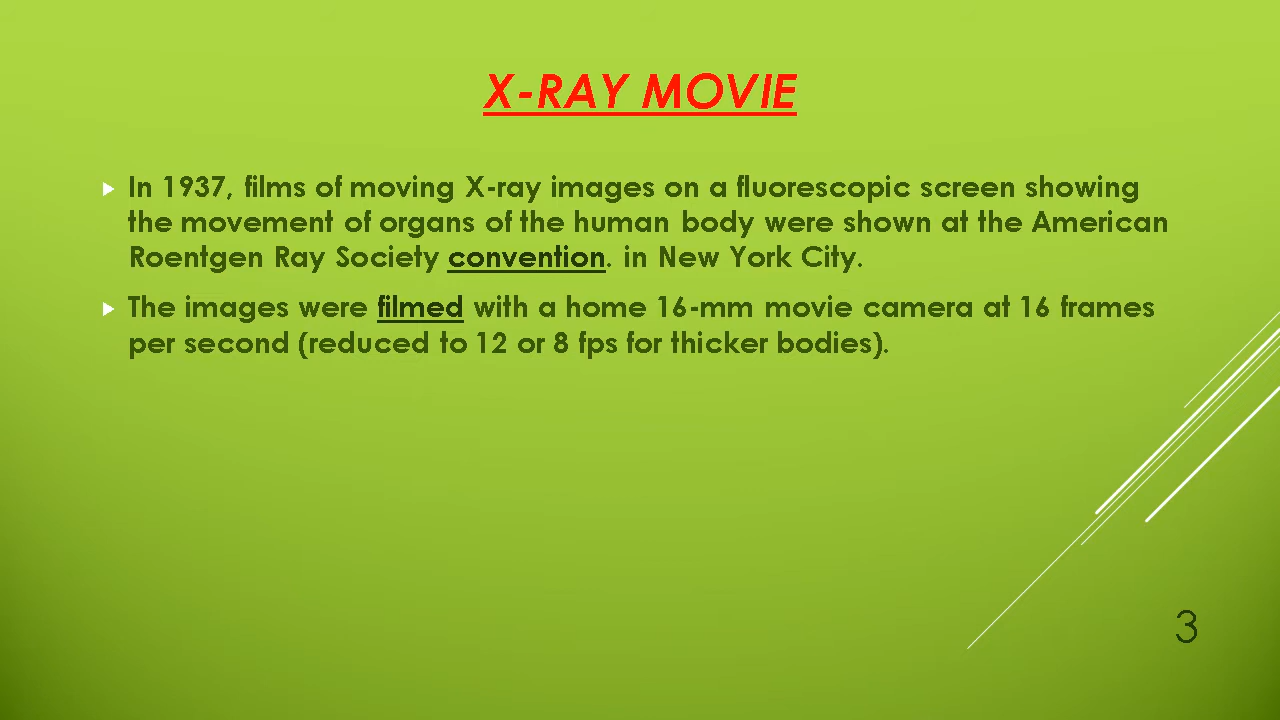 X-RAY MOVIE
In 1937, films of moving X-ray images on a fluorescopic screen showing
the movement of organs of the human body were shown at the American
Roentgen Ray Society convention. in New York City.
The images were filmed with a home 16-mm movie camera at 16 frames
per second (reduced to 12 or 8 fps for thicker bodies).
3